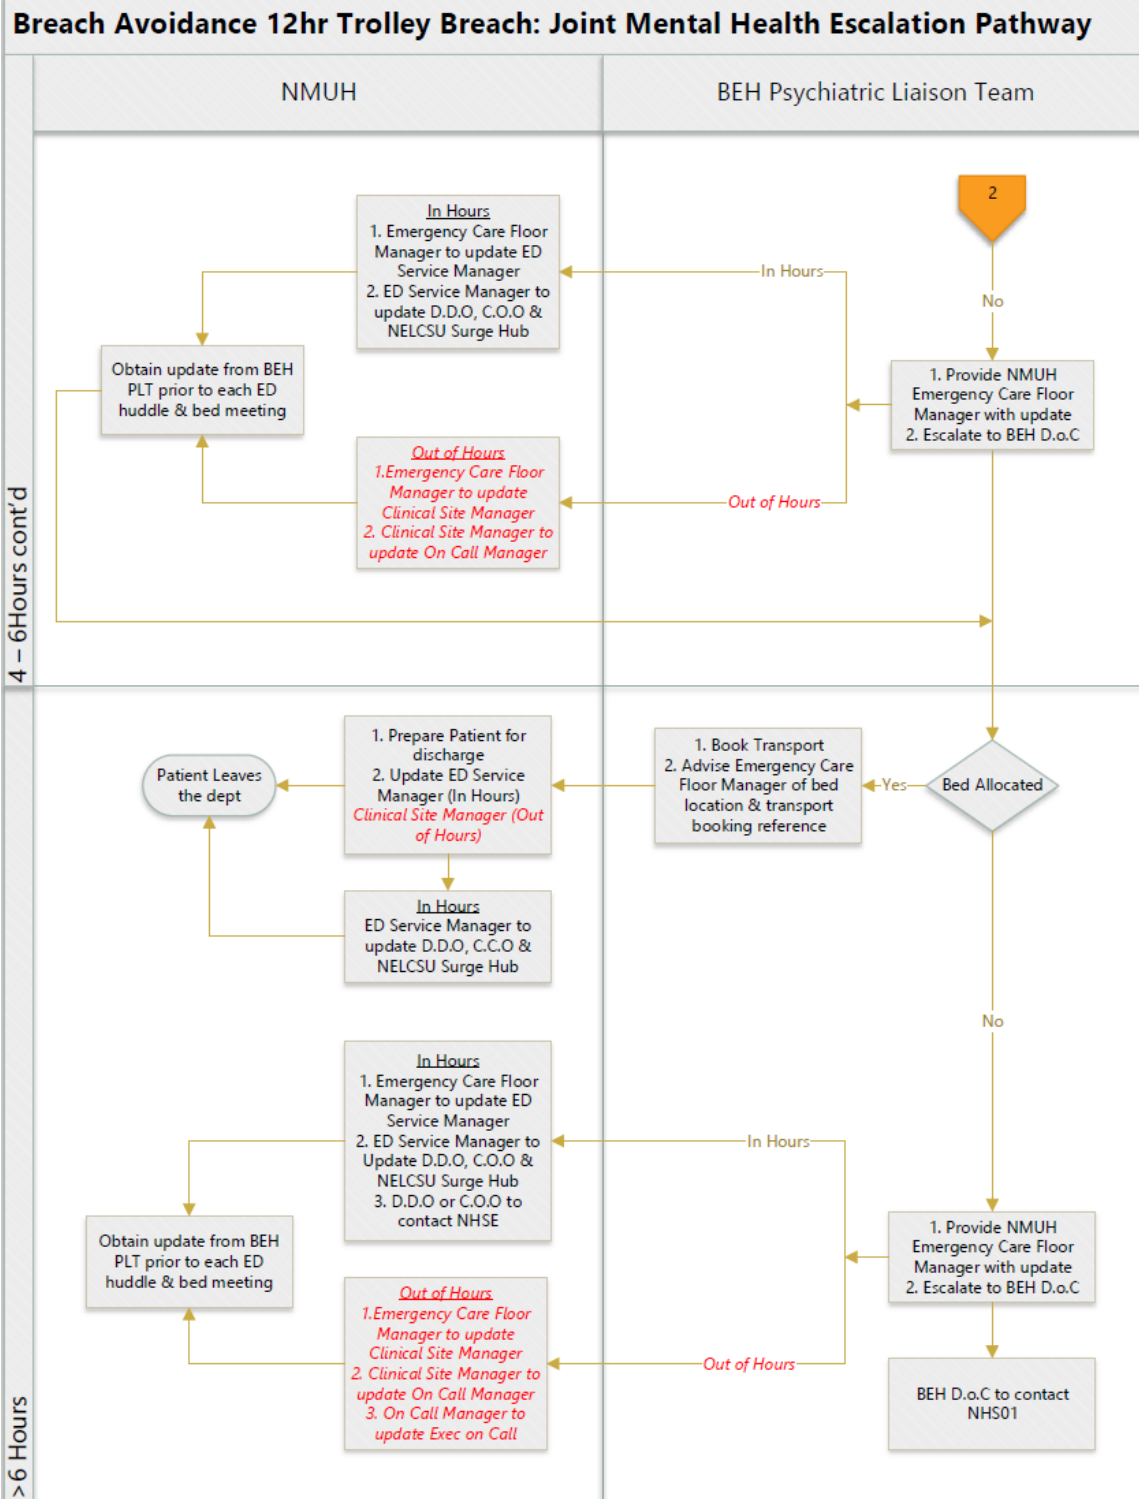 Breach Avoidance 12hr Trolley Breach: Joint Mental Health Escalation Pathway
NMUH
BEH Psychiatric Liaison Team
4 – 6Hours cont'd
2
No
In Hours
1. Emergency Care Floor
Manager to update ED
Service Manager
2. ED Service Manager to
update D.D.O, C.O.O &
NELCSU Surge Hub
In Hours
Obtain update from BEH
PLT prior to each ED
huddle & bed meeting
1. Provide NMUH
Emergency Care Floor
Manager with update
2. Escalate to BEH D.o.C
Out of Hours
1.Emergency Care Floor
Manager to update
Clinical Site Manager
2. Clinical Site Manager to
update On Call Manager
Out of Hours
>6 Hours
Patient Leaves
the dept
1. Prepare Patient for
discharge
2. Update ED Service
Manager (In Hours)
Clinical Site Manager (Out
of Hours)
1. Book Transport
2. Advise Emergency Care
Floor Manager of bed
location & transport
booking reference
Yes
Bed Allocated
In Hours
ED Service Manager to
update D.D.O, C.C.O &
NELCSU Surge Hub
No
In Hours
1. Emergency Care Floor
Manager to update ED
Service Manager
2. ED Service Manager to
Update D.D.O, C.O.O &
NELCSU Surge Hub
3. D.D.O or C.O.O to
contact NHSE
In Hours
Obtain update from BEH
PLT prior to each ED
huddle & bed meeting
1. Provide NMUH
Emergency Care Floor
Manager with update
2. Escalate to BEH D.o.C
Out of Hours
1.Emergency Care Floor
Manager to update
Clinical Site Manager
2. Clinical Site Manager to
update On Call Manager
3. On Call Manager to
update Exec on Call
Out of Hours
BEH D.o.C to contact
NHS01